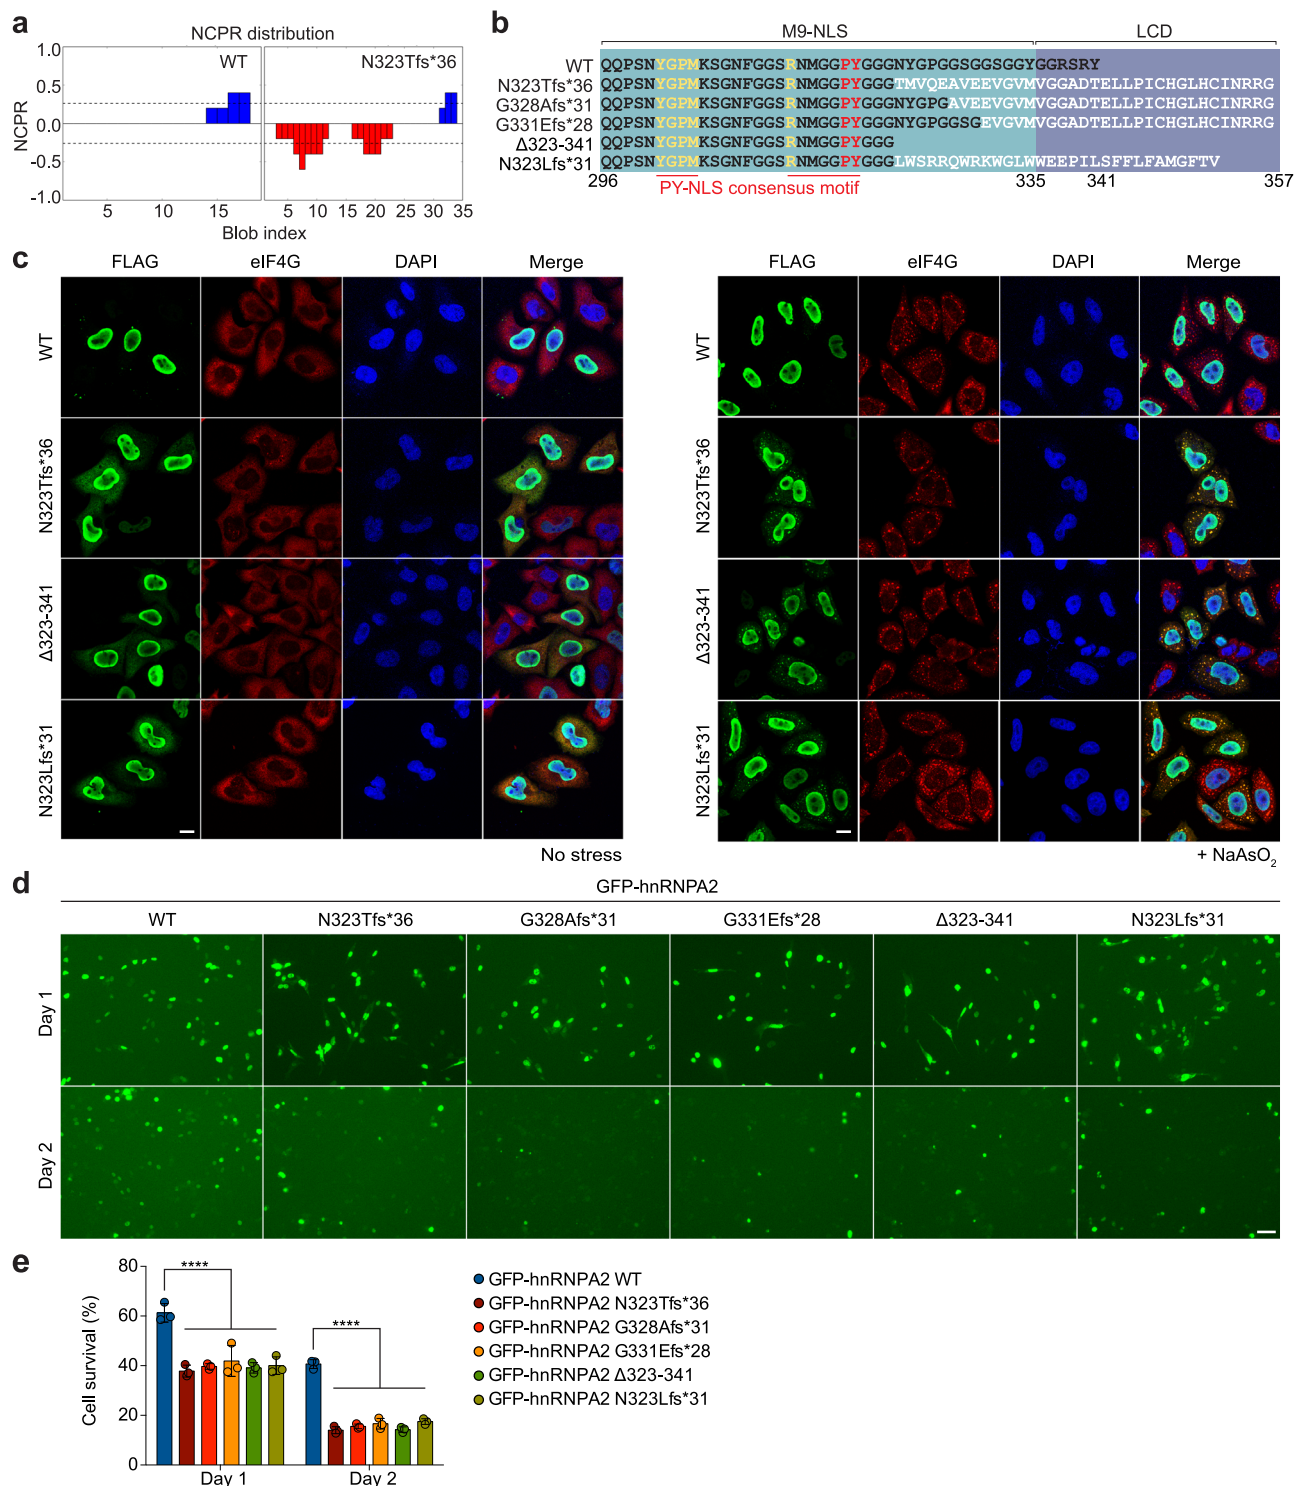 a
NCPR distribution
WT
N323Tfs*36
1.0
0.5
0.0
-0.5
-1.0
NCPR
5
10
15
5
10
15
20
25
30
35
Blob index
b
M9-NLS
LCD
WT QQPSNYGPMKSGNFGGSRNMGGPYGGGNYGPGGSGGSGGYGGRSRY
N323Tfs*36 QQPSNYGPMKSGNFGGSRNMGGPYGGGTMVQEAVEEVGVMVGGADTELLPICHGLHCINRRG
G328Afs*31 QQPSNYGPMKSGNFGGSRNMGGPYGGGNYGPGAVEEVGVMVGGADTELLPICHGLHCINRRG
G331Efs*28 QQPSNYGPMKSGNFGGSRNMGGPYGGGNYGPGGSGEVGVMVGGADTELLPICHGLHCINRRG
Δ323-341 QQPSNYGPMKSGNFGGSRNMGGPYGGG
N323Lfs*31 QQPSNYGPMKSGNFGGSRNMGGPYGGGLWSRRQWRKWGLWWEEPILSFFLFAMGFTV
296
335
341
357
PY-NLS consensus motif
c
FLAG
eIF4G
DAPI
Merge
WT
N323Tfs*36
Δ323-341
N323Lfs*31
No stress
FLAG
eIF4G
DAPI
Merge
WT
N323Tfs*36
Δ323-341
N323Lfs*31
+ NaAsO2
d
GFP-hnRNPA2
WT
N323Tfs*36
G328Afs*31
G331Efs*28
Δ323-341
N323Lfs*31
Day 1
Day 2
e
Cell survival (%)
80
60
40
20
0
****
****
Day 1
Day 2
GFP-hnRNPA2 WT
GFP-hnRNPA2 N323Tfs*36
GFP-hnRNPA2 G328Afs*31
GFP-hnRNPA2 G331Efs*28
GFP-hnRNPA2 Δ323-341
GFP-hnRNPA2 N323Lfs*31